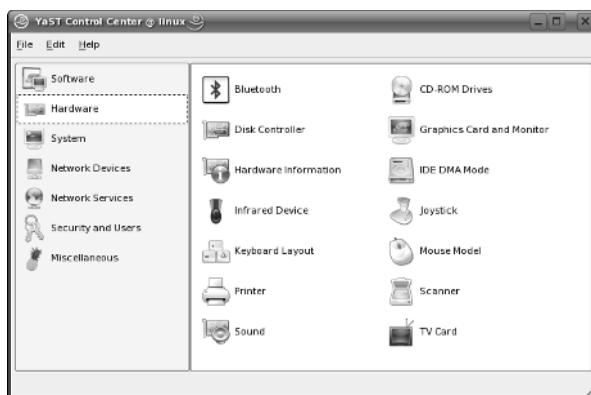 YaST Control Center @ linux
File Edit Help
Software
Hardware
System
Network Devices
Network Services
Security and Users
Miscellaneous
Bluetooth
CD-ROM Drives
Disk Controller
Graphics Card and Monitor
Hardware Information
IDE DMA Mode
Infrared Device
Joystick
Keyboard Layout
Mouse Model
Printer
Scanner
Sound
TV Card